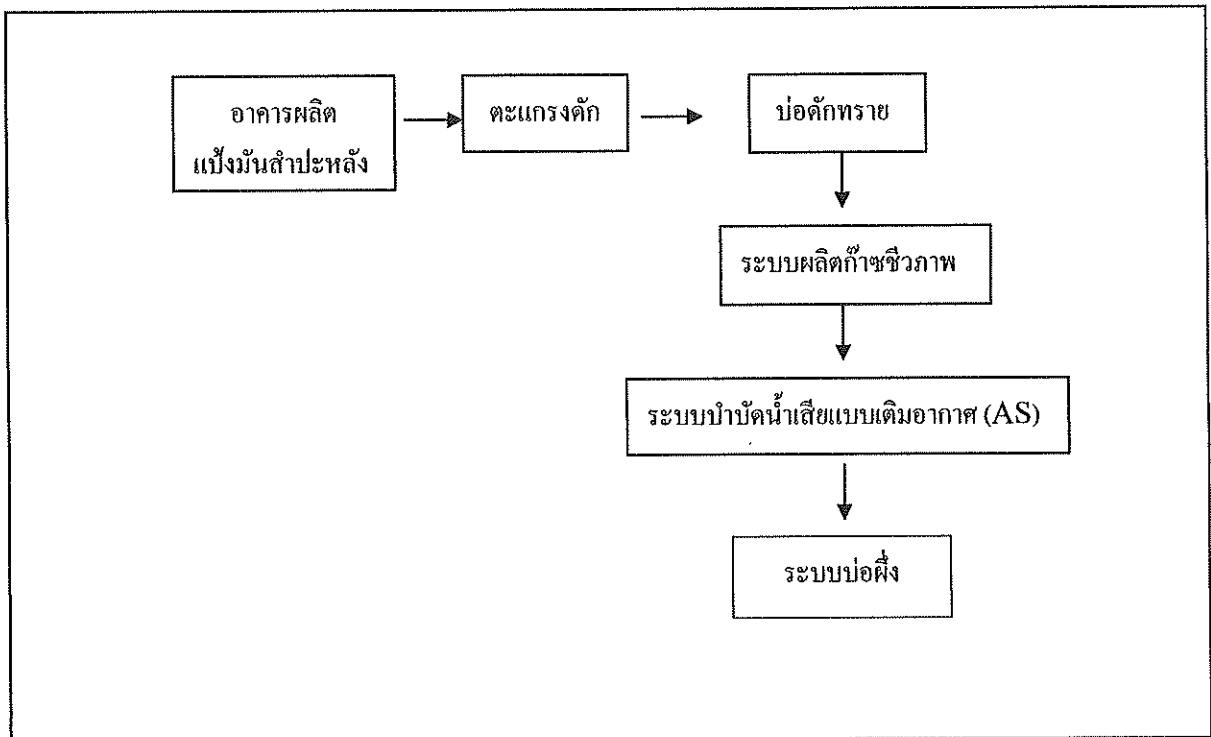 อาคารผลิต
แป้งมันสำปะหลัง
ตะแกรงดัก
บ่อดักทราย
ระบบผลิตก๊าซชีวภาพ
ระบบบำบัดน้ำเสียแบบเติมอากาศ (AS)
ระบบบ่อผึ่ง